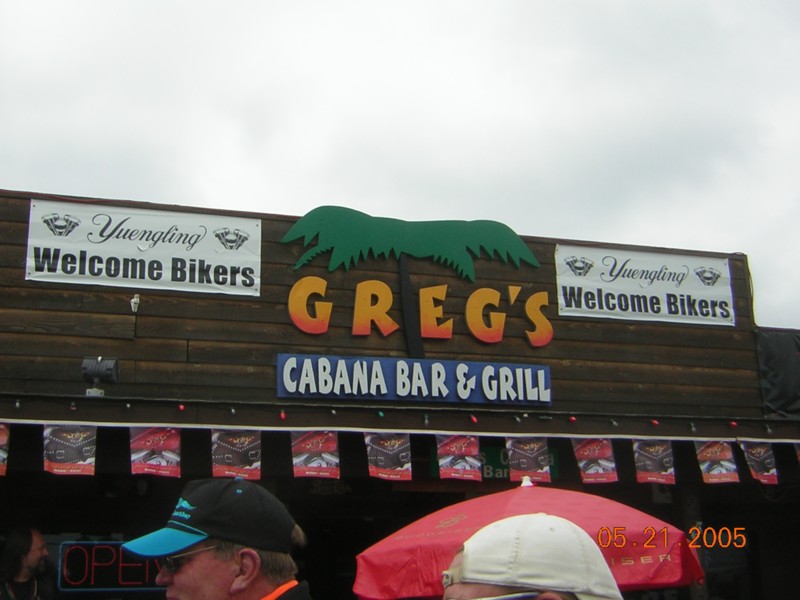 Yuengling
Welcome Bikers
GREG'S
CABANA BAR & GRILL
Yuengling
Welcome Bikers
OPEN
05.21.2005